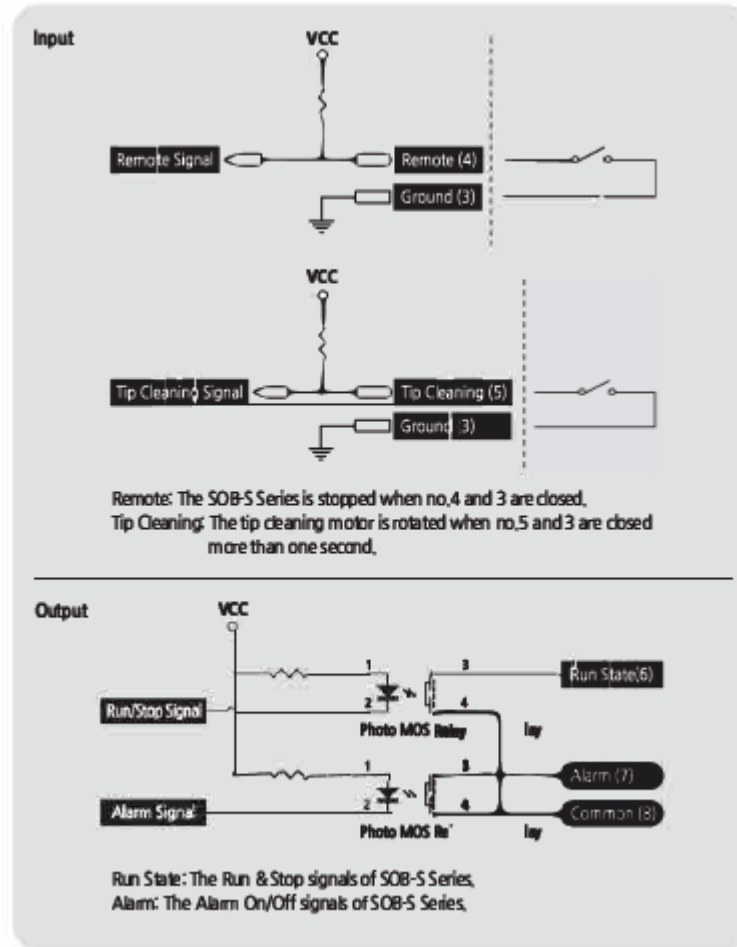 Input
VCC
Remote Signal
Remote (4)
Ground (3)
VCC
Tip Cleaning Signal
Tip Cleaning (5)
Ground (3)
Remote: The SOB-S Series is stopped when no.4 and 3 are closed.
Tip Cleaning: The tip cleaning motor is rotated when no.5 and 3 are closed
more than one second.
Output
VCC
1
3
Run State(6)
2
4
Run/Stop Signal
Photo MOS Relay
lay
1
3
Alarm (7)
2
4
Alarm Signal
Common (3)
Photo MOS Re
lay
Run State: The Run & Stop signals of SOB-S Series.
Alarm: The Alarm On/Off signals of SOB-S Series.